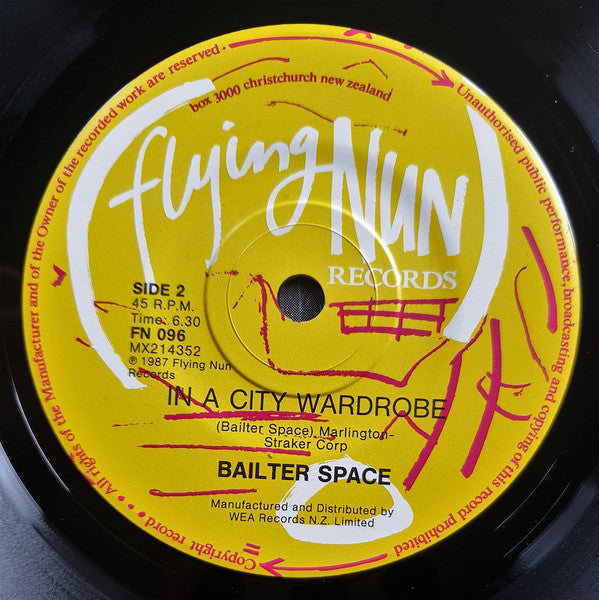 All rights of the Manufacturer and of the Owner of the recorded work are reserved
Unauthorised public performance, broadcasting and copying of this record prohibited
Copyright record
box 3000 christchurch new zealand
flying NUN
RECORDS
SIDE 2
45 R.P.M.
Time: 6.30
FN 096
MX214352
℗ 1987 Flying Nun
Records
IN A CITY WARDROBE
(Bailter Space) Marlington-
Straker Corp
BAILTER SPACE
Manufactured and Distributed by
WEA Records N.Z. Limited